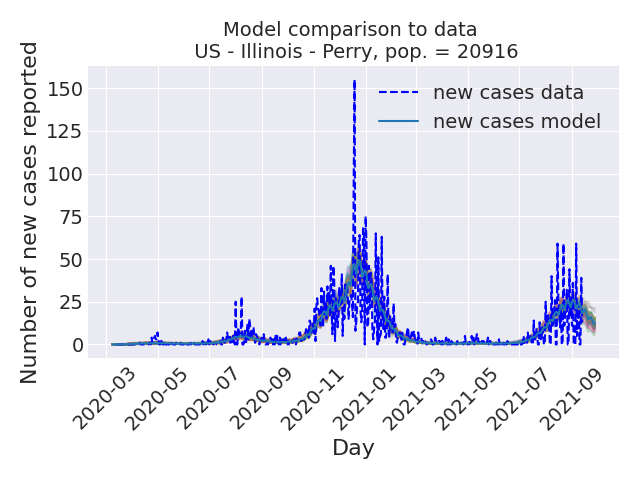 Model comparison to data
US - Illinois - Perry, pop. = 20916
Number of new cases reported
150
125
100
75
50
25
0
new cases data
new cases model
2020-03
2020-05
2020-07
2020-09
2020-11
2021-01
2021-03
2021-05
2021-07
2021-09
Day